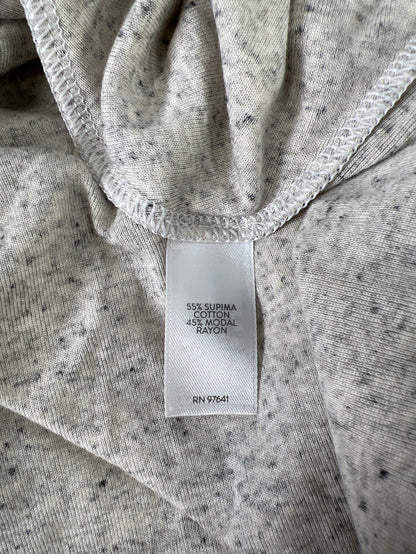 55% SUPIMA
COTTON
45% MODAL
RAYON
RN 97641